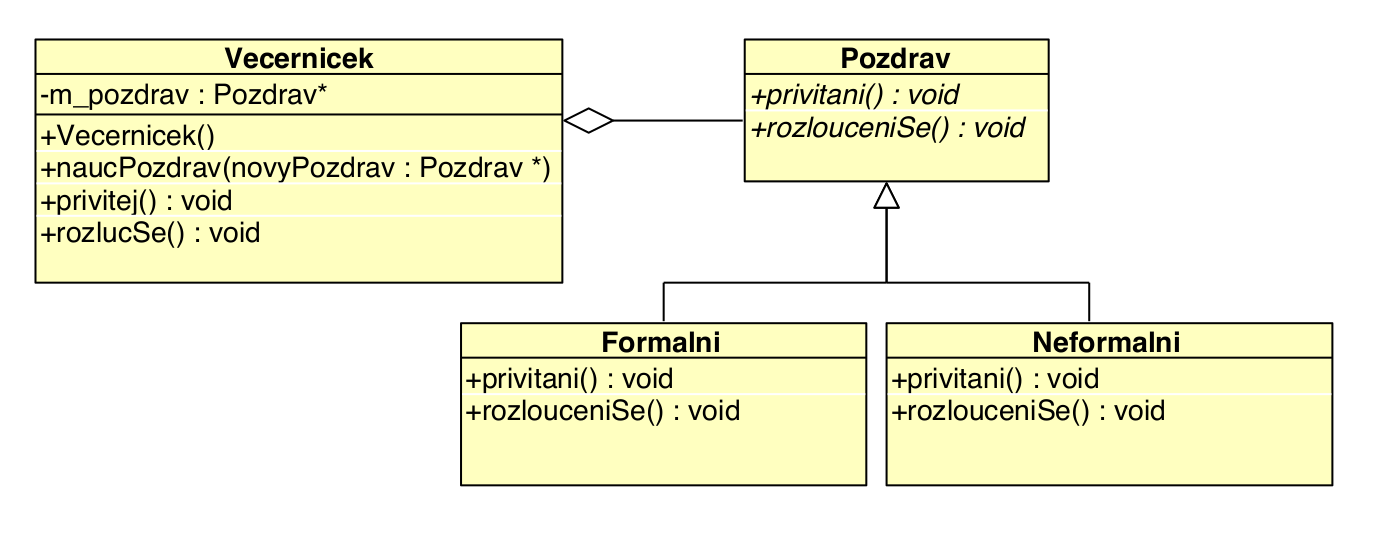 Vecernicek
-m_pozdrav : Pozdrav*
+Vecernicek()
+naucPozdrav(novyPozdrav : Pozdrav *)
+privitej() : void
+rozlucSe() : void
Pozdrav
+privitani() : void
+rozlouceniSe() : void
Formalni
+privitani() : void
+rozlouceniSe() : void
Neformalni
+privitani() : void
+rozlouceniSe() : void